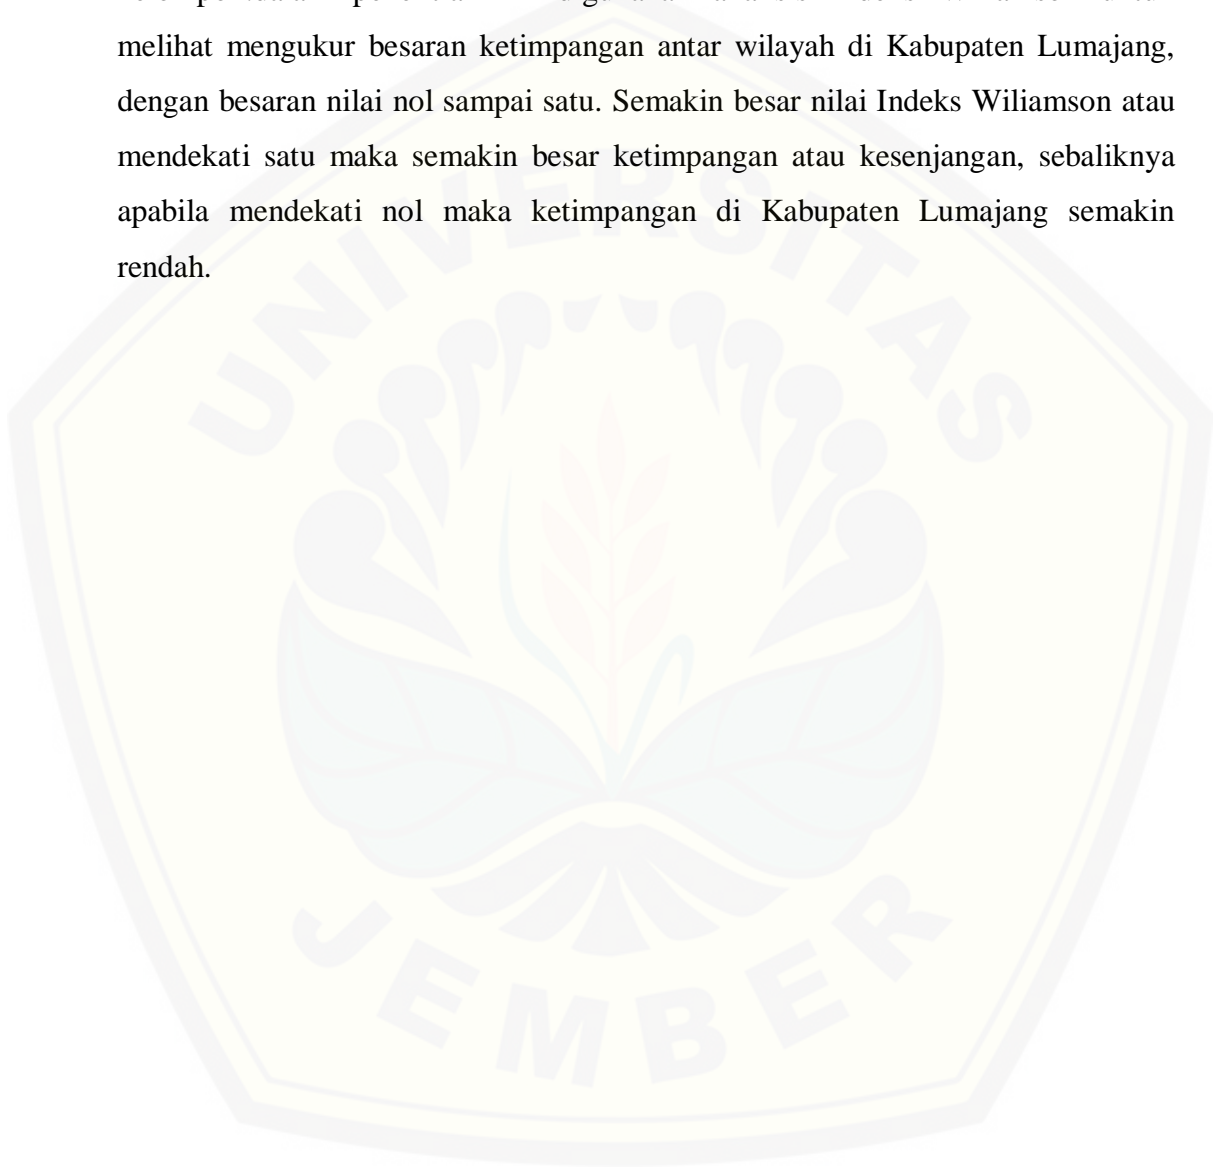 melihat mengukur besaran ketimpangan antar wilayah di Kabupaten Lumajang,
dengan besaran nilai nol sampai satu. Semakin besar nilai Indeks Wiliamson atau
mendekati satu maka semakin besar ketimpangan atau kesenjangan, sebaliknya
apabila mendekati nol maka ketimpangan di Kabupaten Lumajang semakin
rendah.
UNIVERSITAS
JEMBER